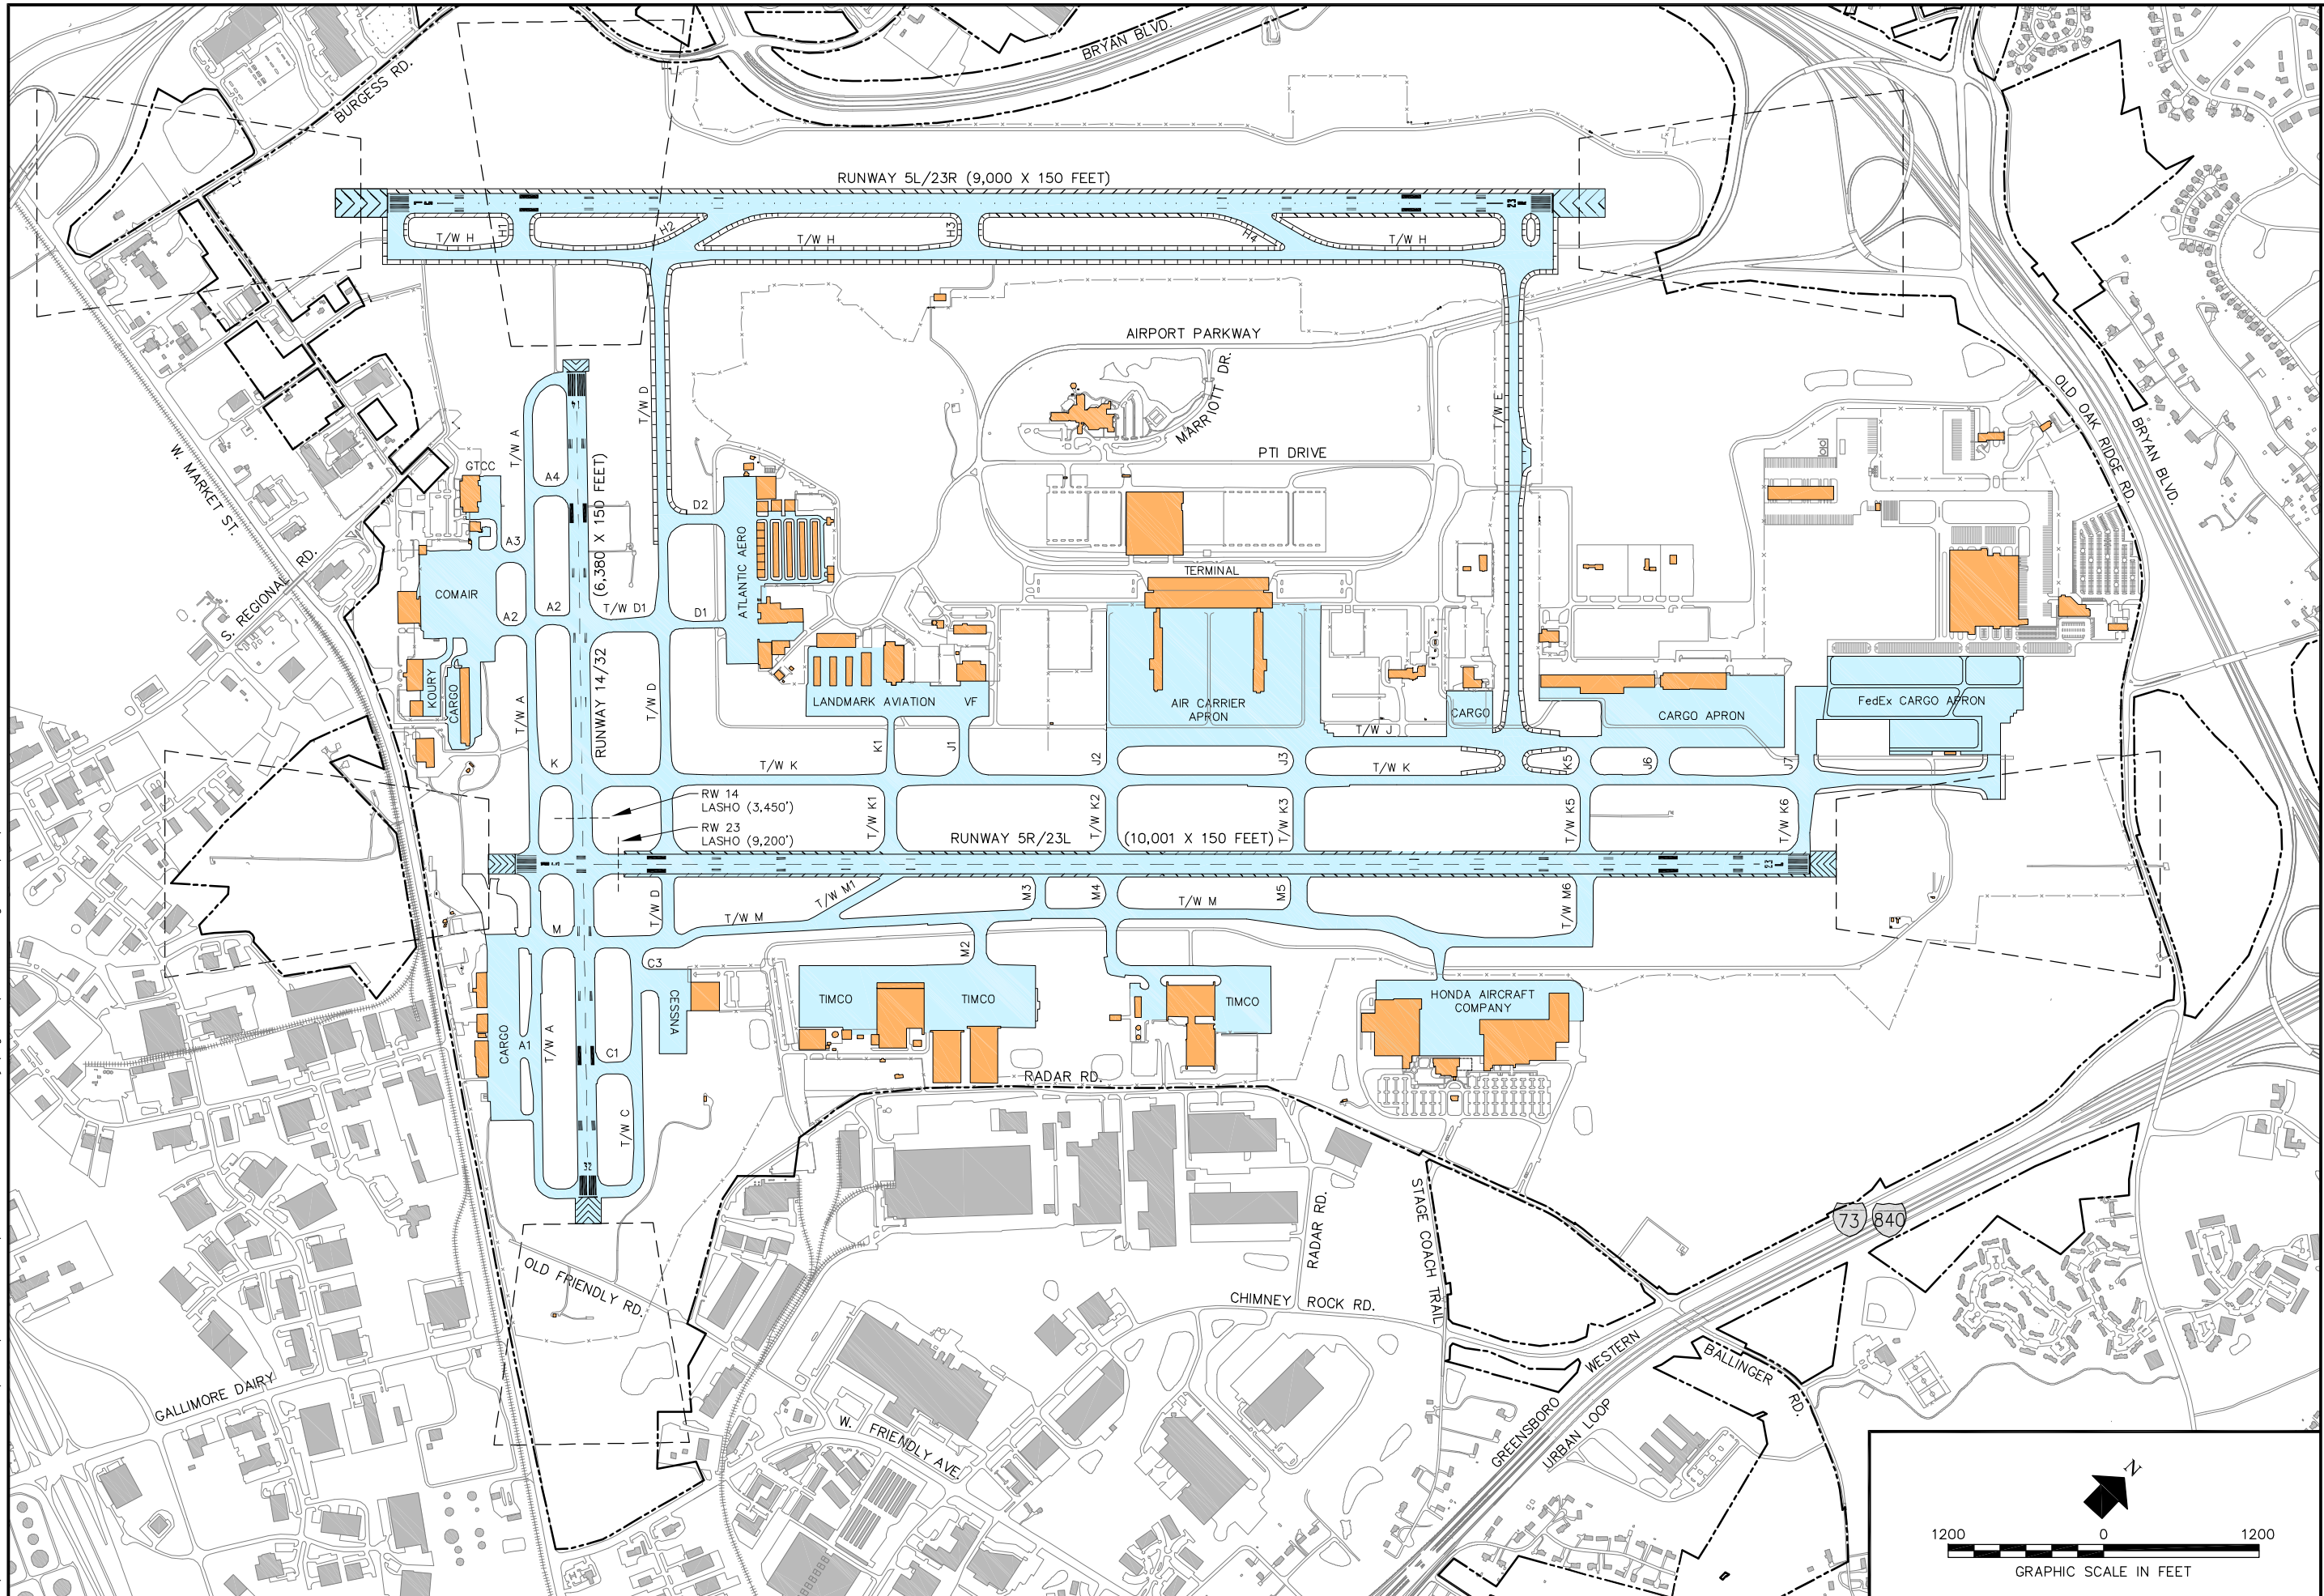 BRYAN BLVD.
BURGESS RD.
RUNWAY 5L/23R (9,000 X 150 FEET)
23
T/W H
H1
H2
T/W H
H3
H4
T/W H
AIRPORT PARKWAY
MARRIOTT DR.
PTI DRIVE
T/W D
T/W E
OLD OAK RIDGE RD.
BRYAN BLVD.
W. MARKET ST.
S. REGIONAL RD.
GTCC
T/W A
14
A4
(6,380 X 150 FEET)
D2
A3
ATLANTIC AERO
TERMINAL
COMAIR
A2
A2
T/W D1
D1
RUNWAY 14/32
KOURY
CARGO
T/W A
T/W D
LANDMARK AVIATION
VF
AIR CARRIER
APRON
CARGO
CARGO APRON
FedEx CARGO APRON
T/W J
K
K1
J1
J2
J3
K5
J6
J7
T/W K
T/W K
RW 14
LASHO (3,450')
RW 23
LASHO (9,200')
T/W K1
T/W K2
T/W K3
T/W K5
T/W K6
RUNWAY 5R/23L
(10,001 X 150 FEET)
23
M
T/W D
T/W M
T/W M1
M3
M4
T/W M
M5
T/W M6
M2
C3
CESSNA
TIMCO
TIMCO
TIMCO
HONDA AIRCRAFT
COMPANY
CARGO
A1
T/W A
C1
T/W C
32
RADAR RD.
RADAR RD.
STAGE COACH TRAIL
73
840
OLD FRIENDLY RD.
CHIMNEY ROCK RD.
GREENSBORO WESTERN
URBAN LOOP
BALLINGER RD.
GALLIMORE DAIRY
W. FRIENDLY AVE.
N
1200
0
1200
GRAPHIC SCALE IN FEET